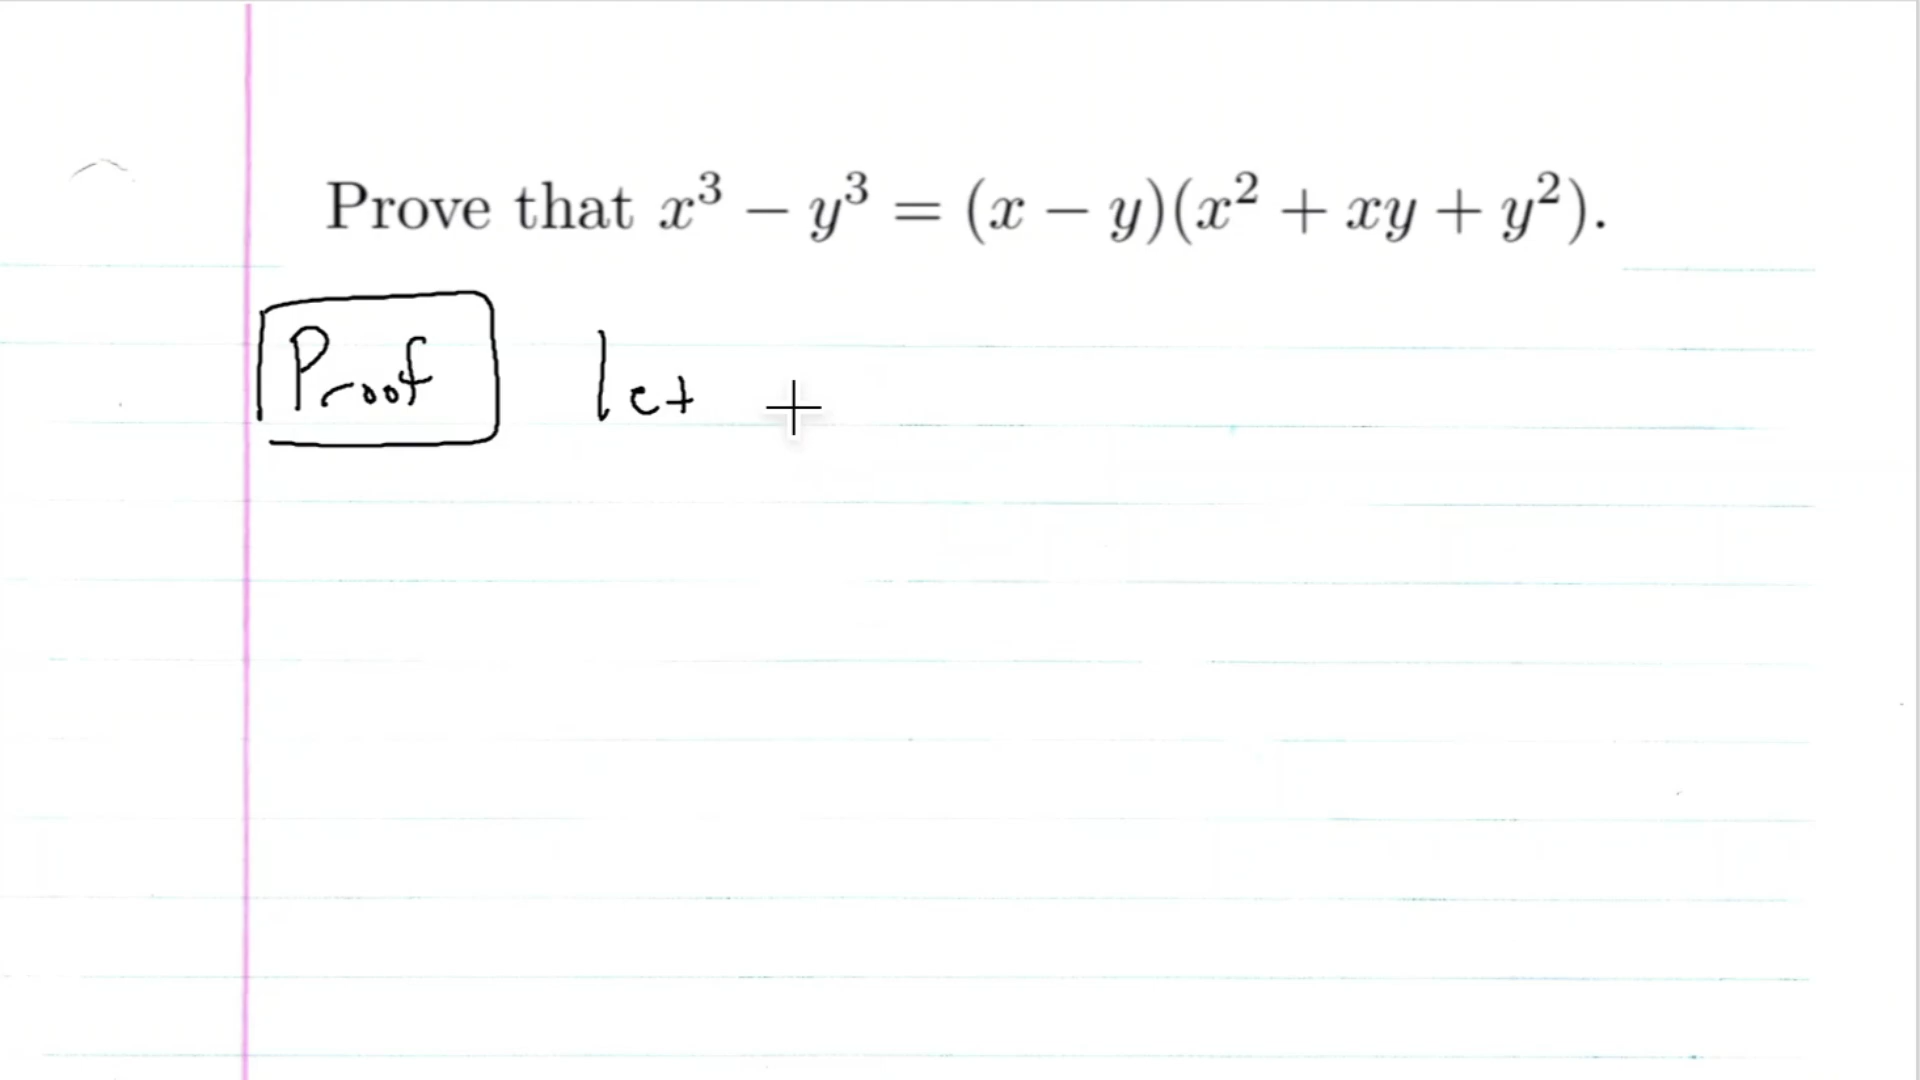 Prove that x³ − y³ = (x − y)(x² + xy + y²).
Proof let